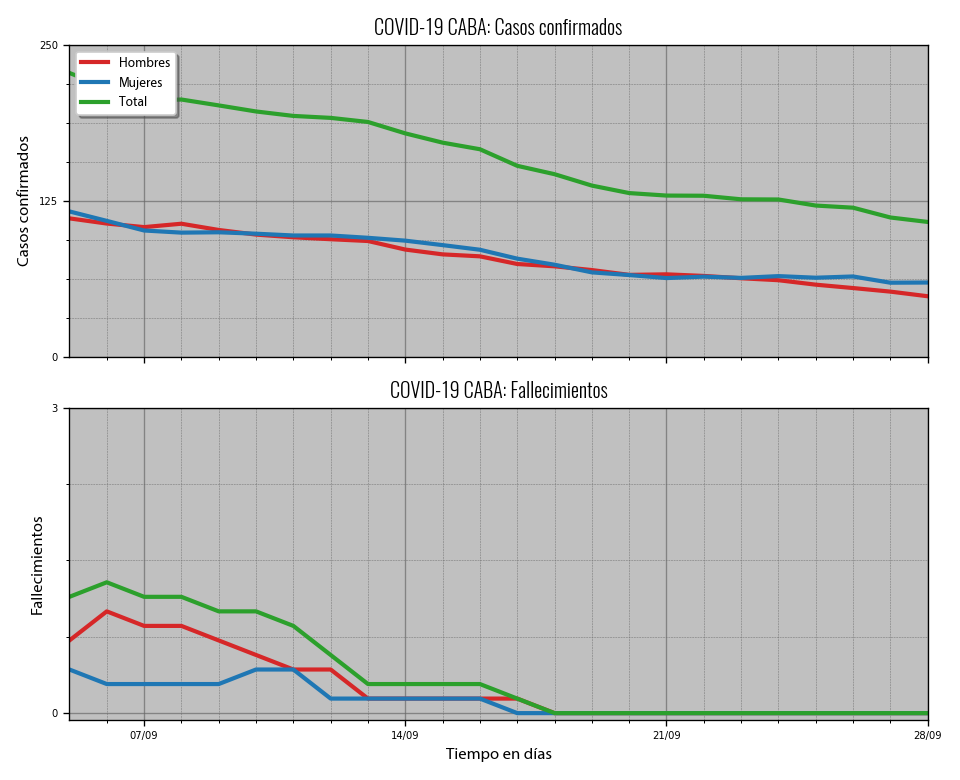 COVID-19 CABA: Casos confirmados
250
Hombres
Mujeres
Total
125
Casos confirmados
0
COVID-19 CABA: Fallecimientos
3
Fallecimientos
0
07/09 14/09 21/09 28/09
Tiempo en días